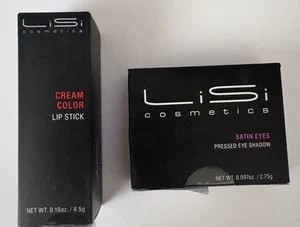 LiSi
cosmetics
CREAM
COLOR
LIP STICK
NET WT. 0.16oz. / 4.5g
LiSi
cosmetics
SATIN EYES
PRESSED EYE SHADOW
NET WT. 0.097oz. / 2.75g